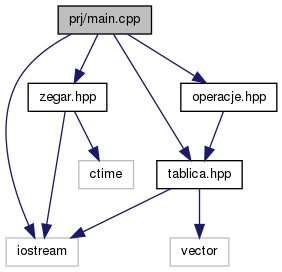 prj/main.cpp
zegar.hpp
operacje.hpp
ctime
tablica.hpp
iostream
vector